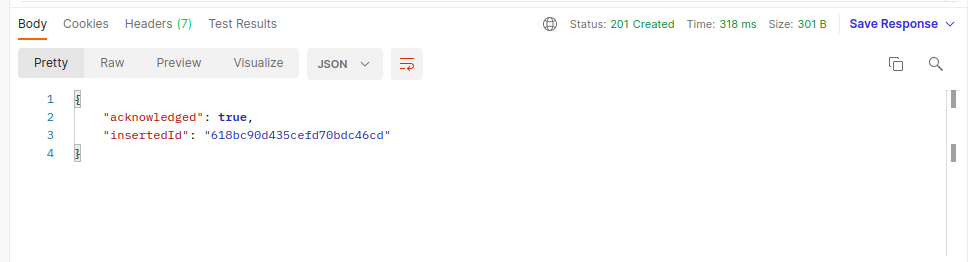 Body Cookies Headers (7) Test Results Status: 201 Created Time: 318 ms Size: 301 B Save Response
Pretty Raw Preview Visualize JSON
1 {
2 "acknowledged": true,
3 "insertedId": "618bc90d435cefd70bdc46cd"
4 }